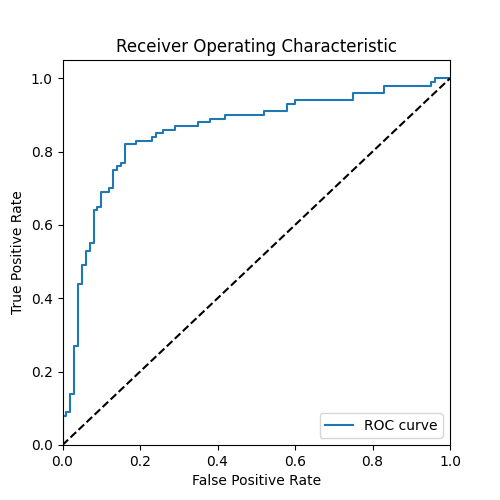 Receiver Operating Characteristic
True Positive Rate
1.0
0.8
0.6
0.4
0.2
0.0
ROC curve
0.0 0.2 0.4 0.6 0.8 1.0
False Positive Rate